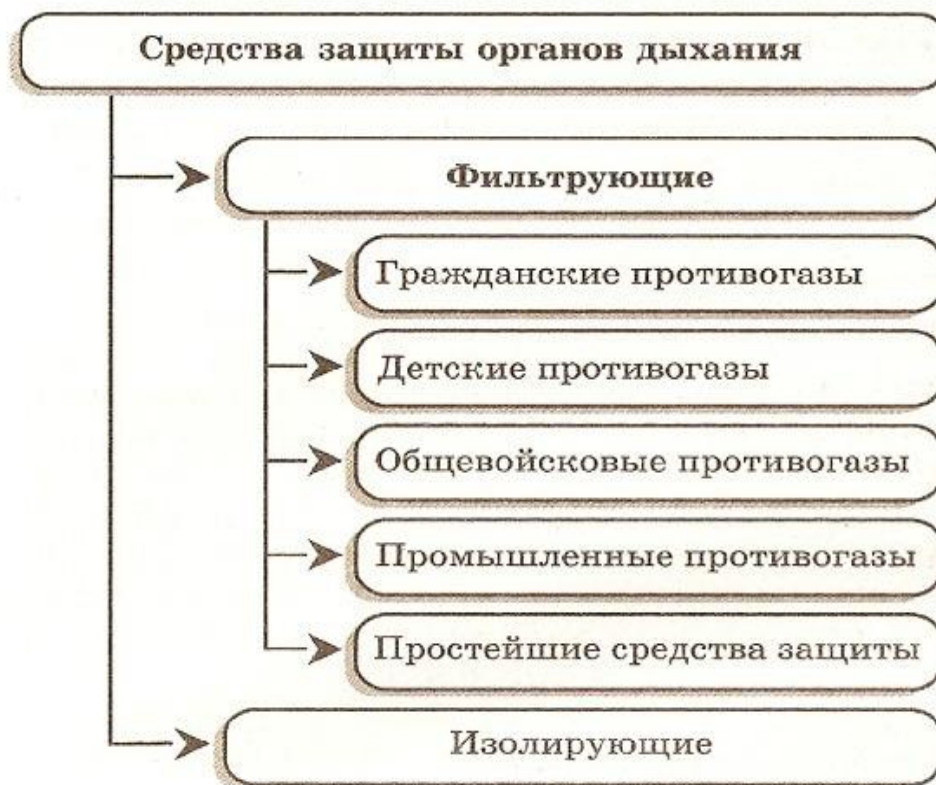 Средства защиты органов дыхания
Фильтрующие
Гражданские противогазы
Детские противогазы
Общевойсковые противогазы
Промышленные противогазы
Простейшие средства защиты
Изолирующие